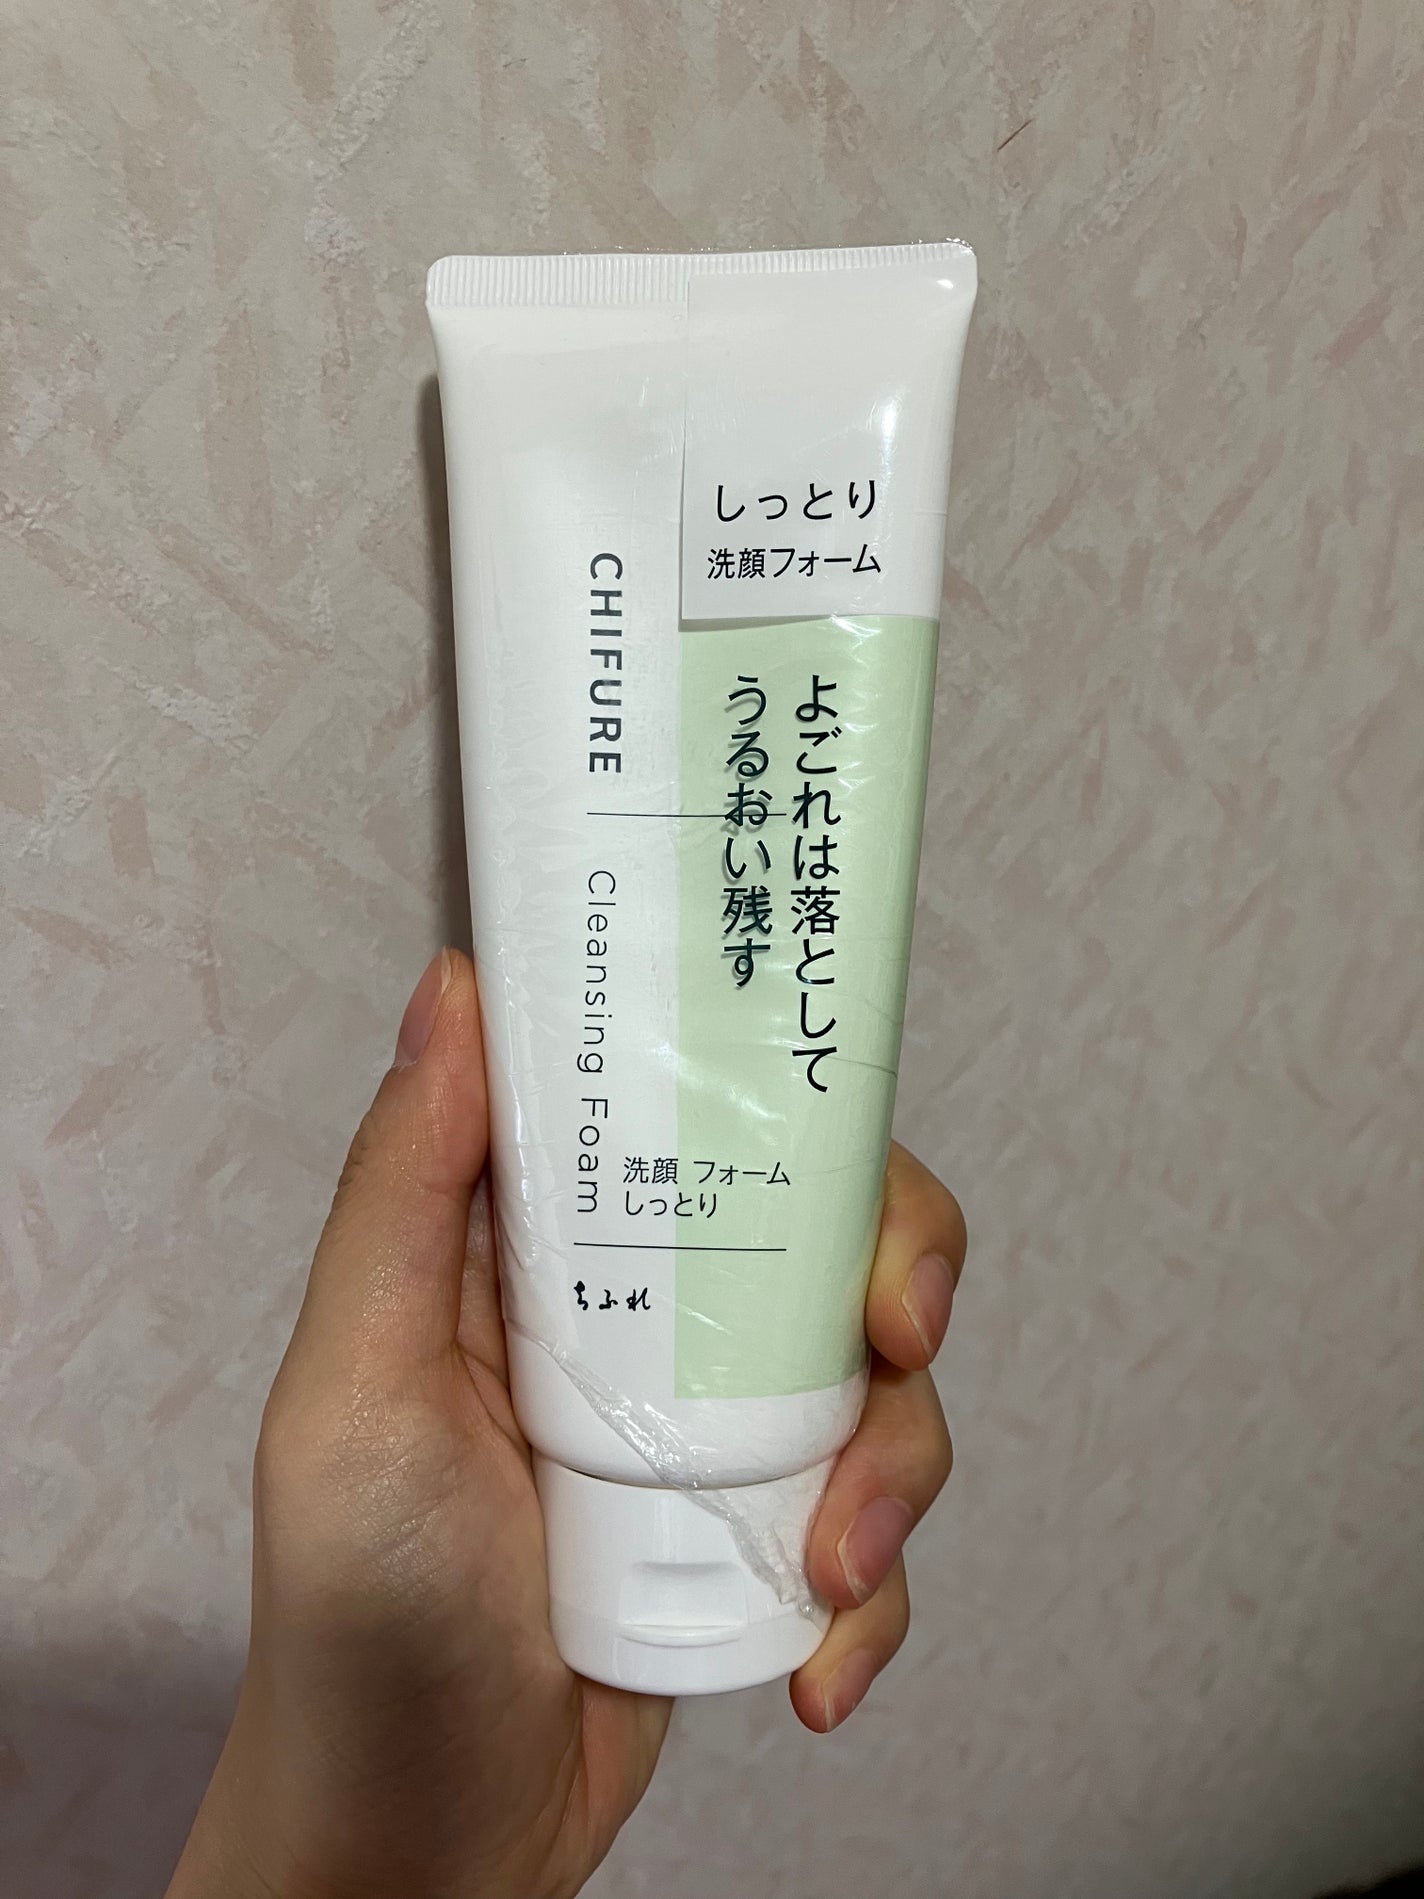 しっとり
洗顔フォーム
よごれは落として
うるおい残す
CHIFURE
Cleansing Foam
洗顔 フォーム
しっとり
ちふれ